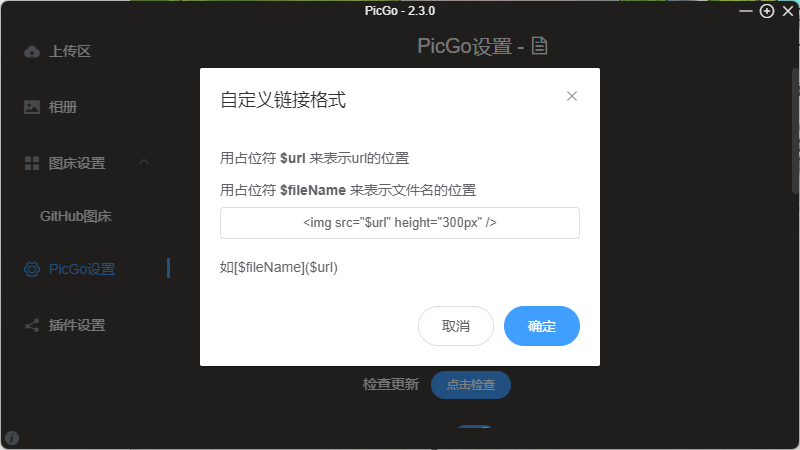 PicGo - 2.3.0
上传区
相册
图床设置
GitHub图床
PicGo设置
插件设置
PicGo设置 -
自定义链接格式
用占位符 $url 来表示url的位置
用占位符 $fileName 来表示文件名的位置
<img src="$url" height="300px" />
如[$fileName]($url)
取消
确定
检查更新
点击检查